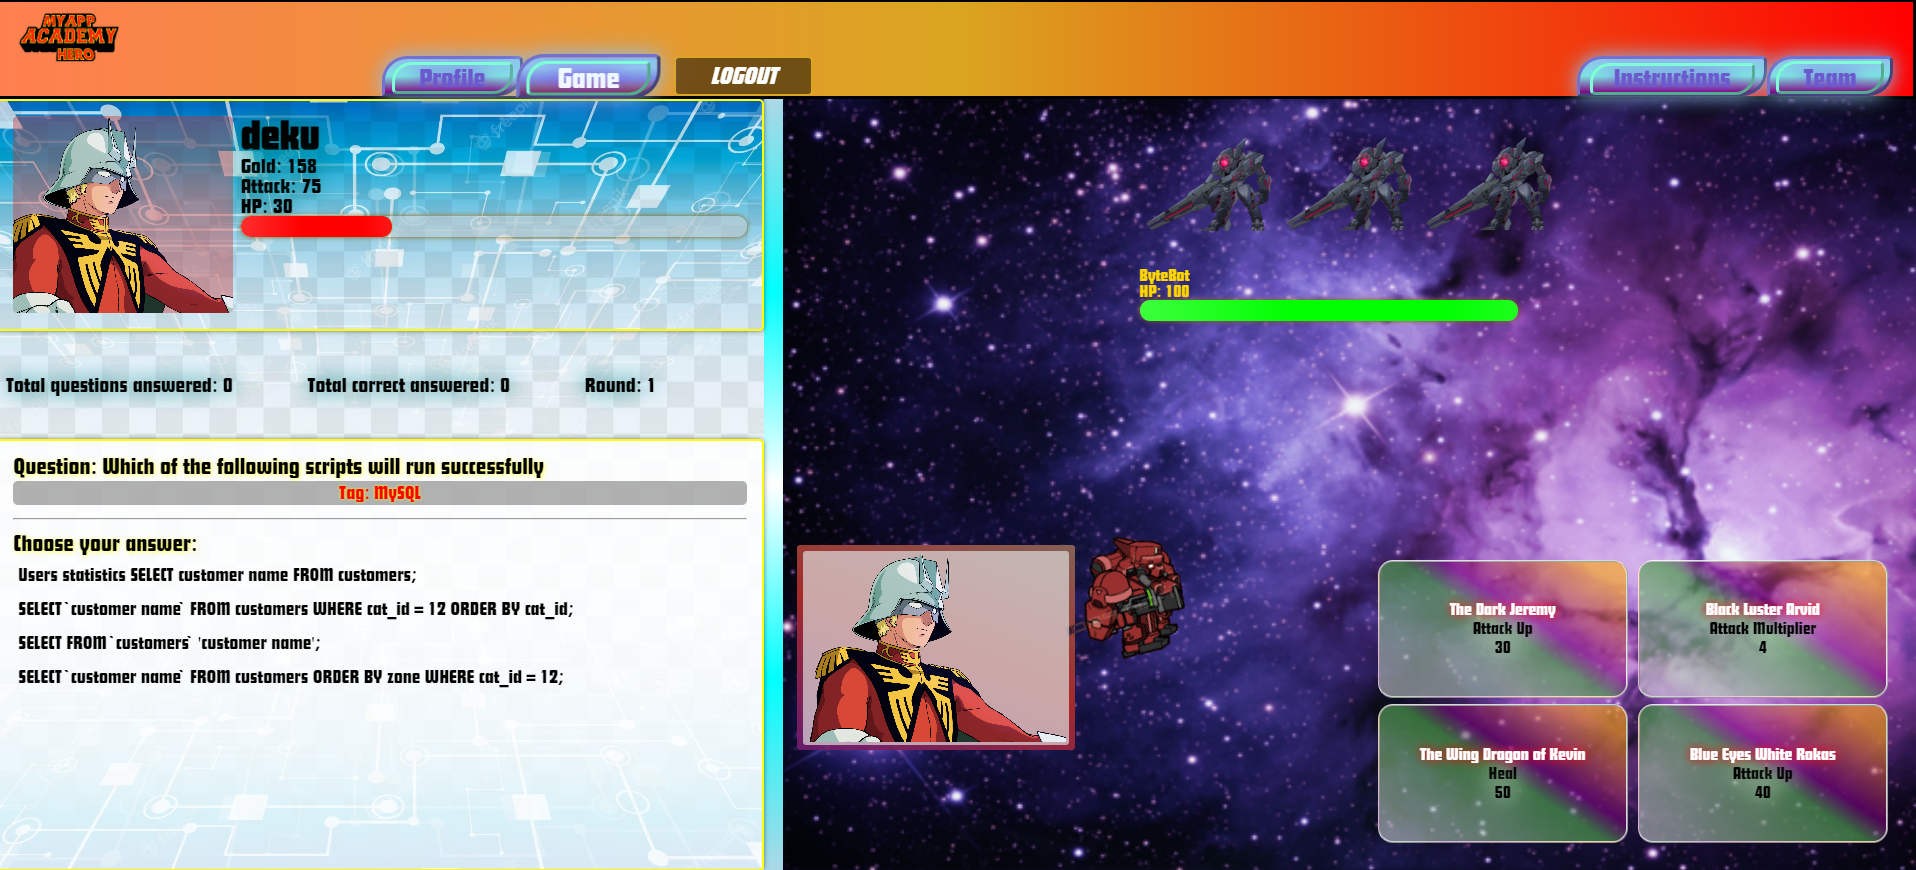 MYAPP
ACADEMY
HERO
Profile
Game
LOGOUT
Instructions
Team
deku
Gold: 158
Attack: 75
HP: 30
Total questions answered: 0
Total correct answered: 0
Round: 1
Question: Which of the following scripts will run successfully
Tag: MySQL
Choose your answer:
Users statistics SELECT customer name FROM customers;
SELECT `customer name` FROM customers WHERE cat_id = 12 ORDER BY cat_id;
SELECT FROM `customers` 'customer name';
SELECT `customer name` FROM customers ORDER BY zone WHERE cat_id = 12;
ByteBot
HP: 100
The Dark Jeremy
Attack Up
30
Black Luster Arvid
Attack Multiplier
4
The Wing Dragon of Kevin
Heal
50
Blue Eyes White Rokas
Attack Up
40